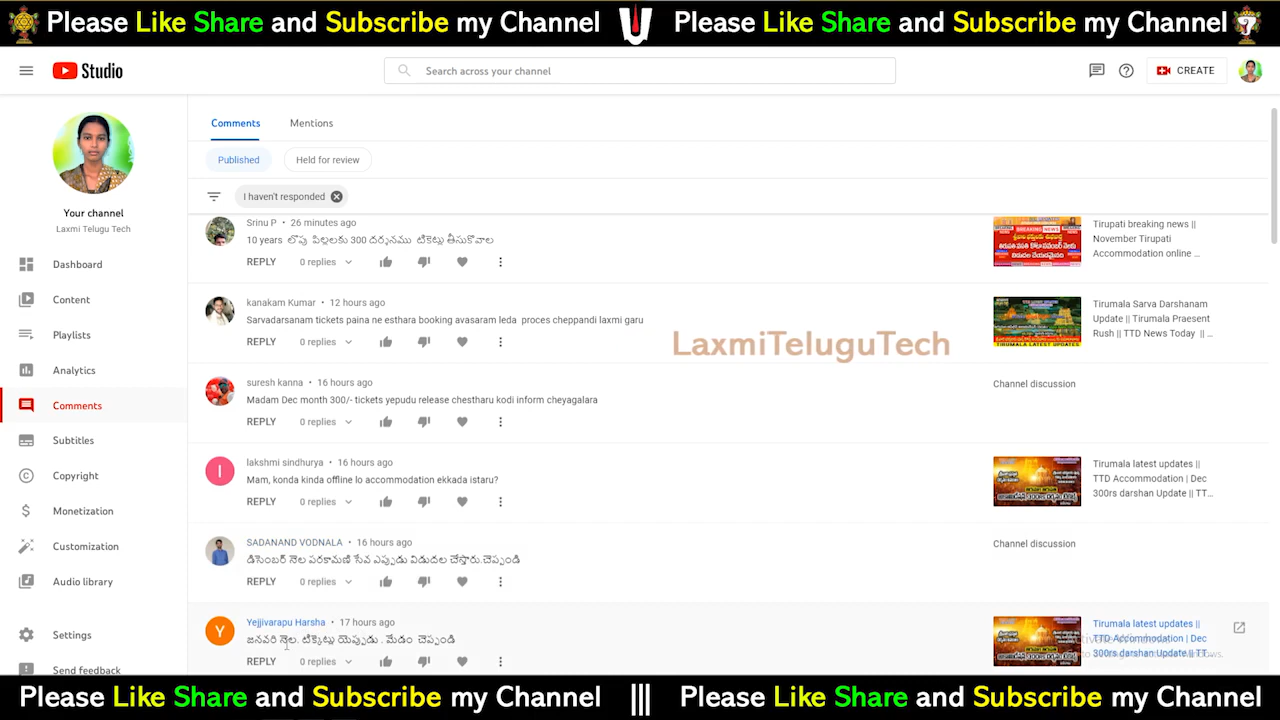 Please Like Share and Subscribe my Channel Please Like Share and Subscribe my Channel
Studio
Search across your channel
CREATE
Your channel
Laxmi Telugu Tech
Dashboard
Content
Playlists
Analytics
Comments
Subtitles
Copyright
Monetization
Customization
Audio library
Settings
Send feedback
Comments Mentions
Published Held for review
I haven't responded
Srinu P • 26 minutes ago
10 years లోపు పిల్లలకు 300 దర్శనము టికెట్లు తీసుకోవాల
REPLY 0 replies
Tirupati breaking news ||
November Tirupati
Accommodation online ...
kanakam Kumar • 12 hours ago
Sarvadarsanam tickets aina ne esthara booking avasaram leda proces cheppandi laxmi garu
REPLY 0 replies
Tirumala Sarva Darshanam
Update || Tirumala Praesent
Rush || TTD News Today || ...
TIRUMALA LATEST UPDATES
LaxmiTeluguTech
suresh kanna • 16 hours ago
Madam Dec month 300/- tickets yepudu release chestharu kodi inform cheyagalara
REPLY 0 replies
Channel discussion
lakshmi sindhurya • 16 hours ago
Mam, konda kinda offline lo accommodation ekkada istaru?
REPLY 0 replies
Tirumala latest updates ||
TTD Accommodation | Dec
300rs darshan Update || TT...
SADANAND VODNALA • 16 hours ago
డిసెంబర్ నెల పరకామణి సేవ ఎప్పుడు విడుదల చేస్తారు.చెప్పండి
REPLY 0 replies
Channel discussion
Y
Yejjivarapu Harsha • 17 hours ago
జనవరి నెల. టిక్కెట్లు యెప్పుడు . మేడం చెప్పండి
REPLY 0 replies
Tirumala latest updates ||
TTD Accommodation | Dec
300rs darshan Update || TT...
Please Like Share and Subscribe my Channel ||| Please Like Share and Subscribe my Channel